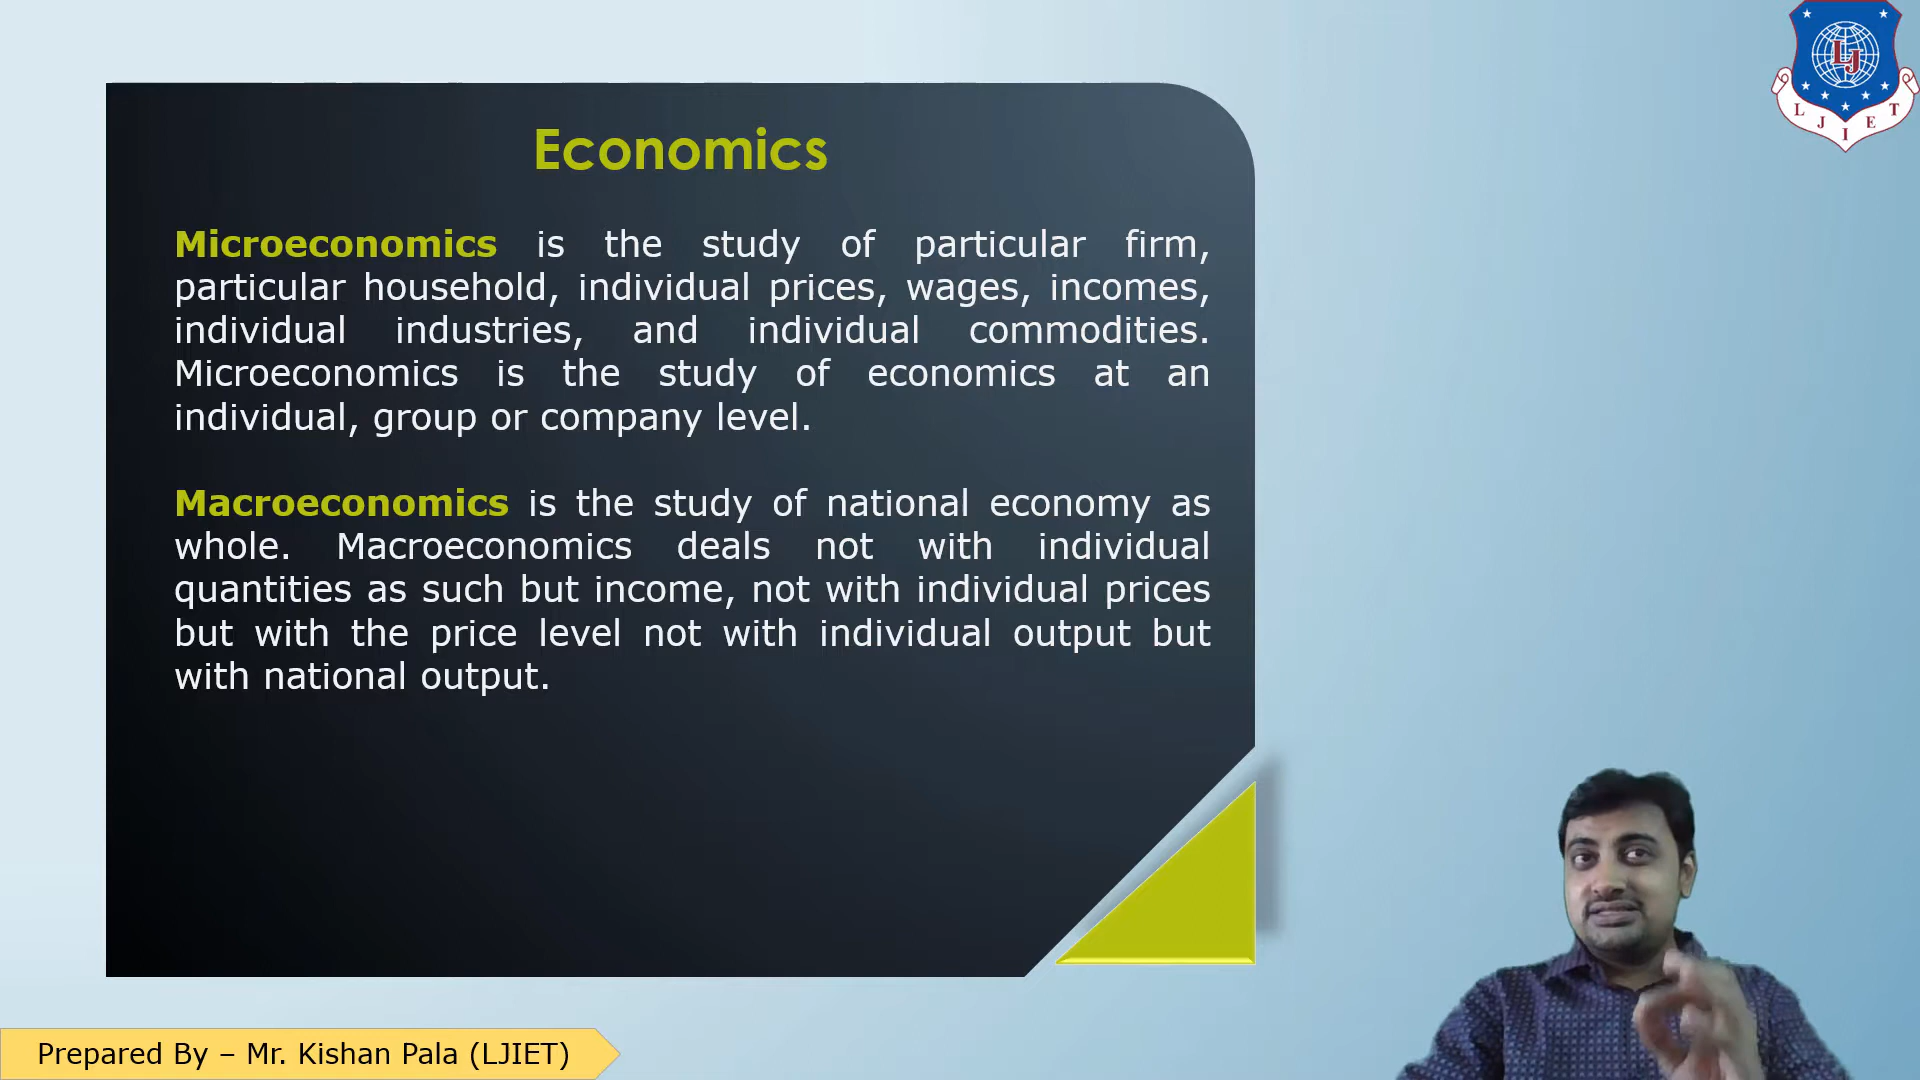 Economics
Microeconomics is the study of particular firm,
particular household, individual prices, wages, incomes,
individual industries, and individual commodities.
Microeconomics is the study of economics at an
individual, group or company level.
Macroeconomics is the study of national economy as
whole. Macroeconomics deals not with individual
quantities as such but income, not with individual prices
but with the price level not with individual output but
with national output.
LJ
L J I E T
Prepared By – Mr. Kishan Pala (LJIET)